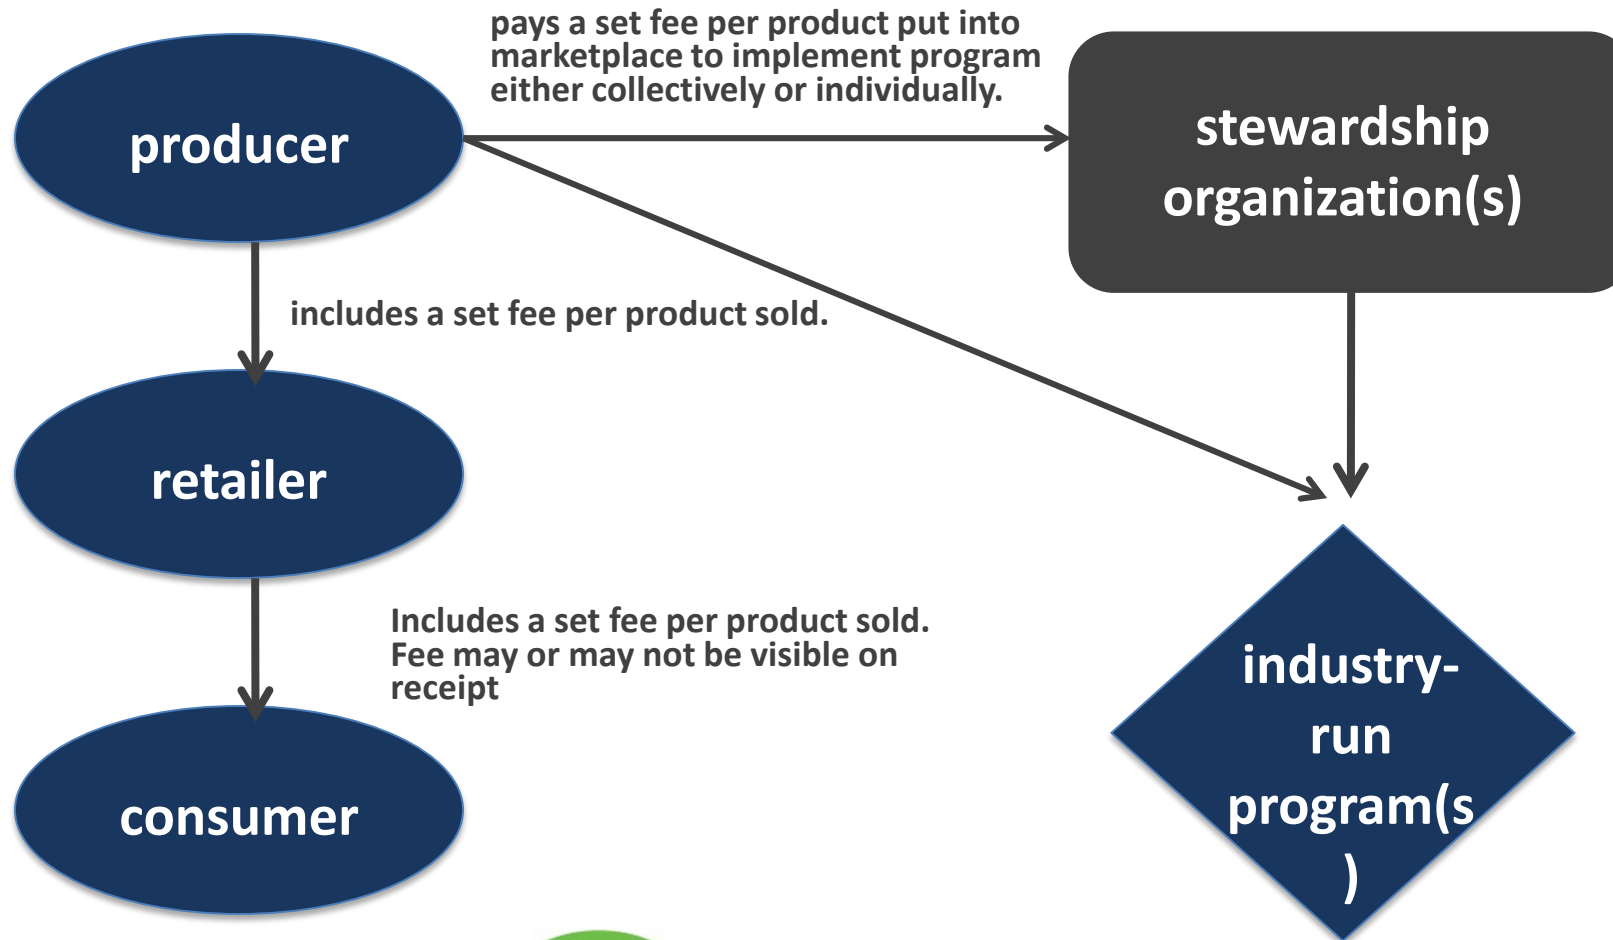 pays a set fee per product put into
marketplace to implement program
either collectively or individually.
producer
stewardship
organization(s)
includes a set fee per product sold.
retailer
Includes a set fee per product sold.
Fee may or may not be visible on
receipt
industry-
run
program(s
)
consumer